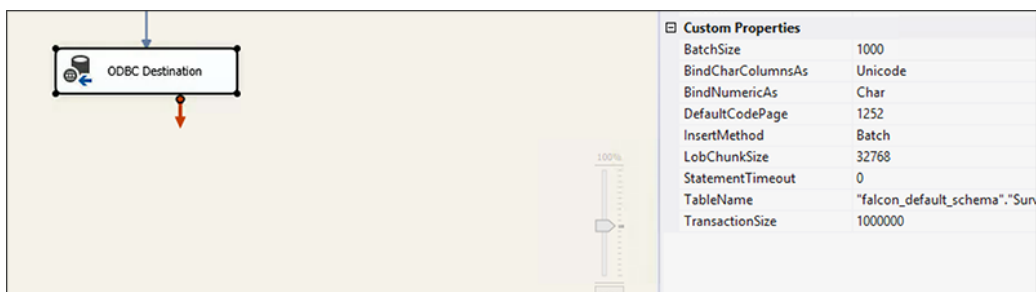 ODBC Destination
100%
Custom Properties
BatchSize 1000
BindCharColumnsAs Unicode
BindNumericAs Char
DefaultCodePage 1252
InsertMethod Batch
LobChunkSize 32768
StatementTimeout 0
TableName "falcon_default_schema"."Surv
TransactionSize 1000000